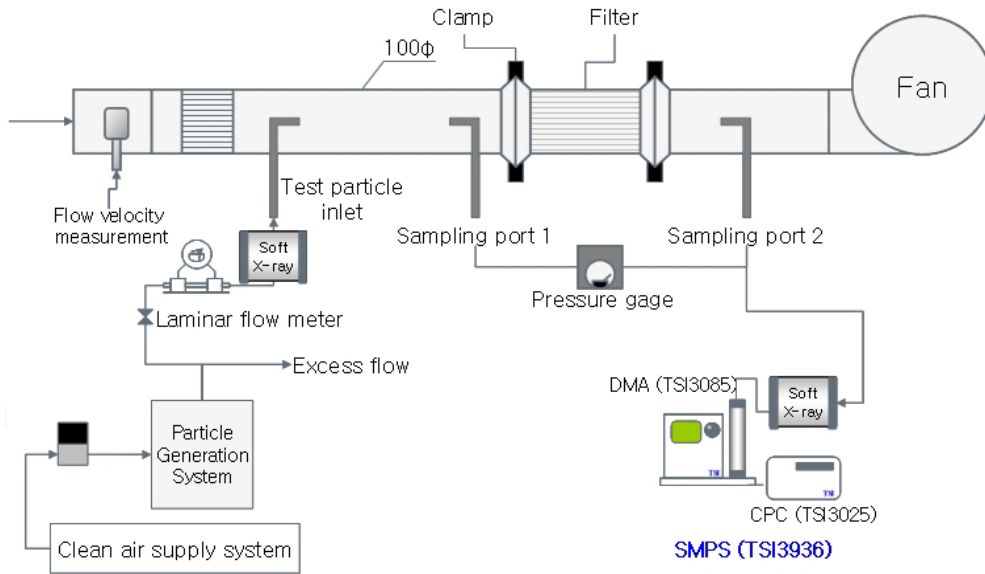 Clamp
Filter
100φ
Fan
Flow velocity
measurement
Test particle
inlet
Sampling port 1
Sampling port 2
Soft
X-ray
Pressure gage
Laminar flow meter
Excess flow
DMA (TSI3085)
Soft
X-ray
Particle
Generation
System
TSI
TSI
CPC (TSI3025)
Clean air supply system
SMPS (TSI3936)